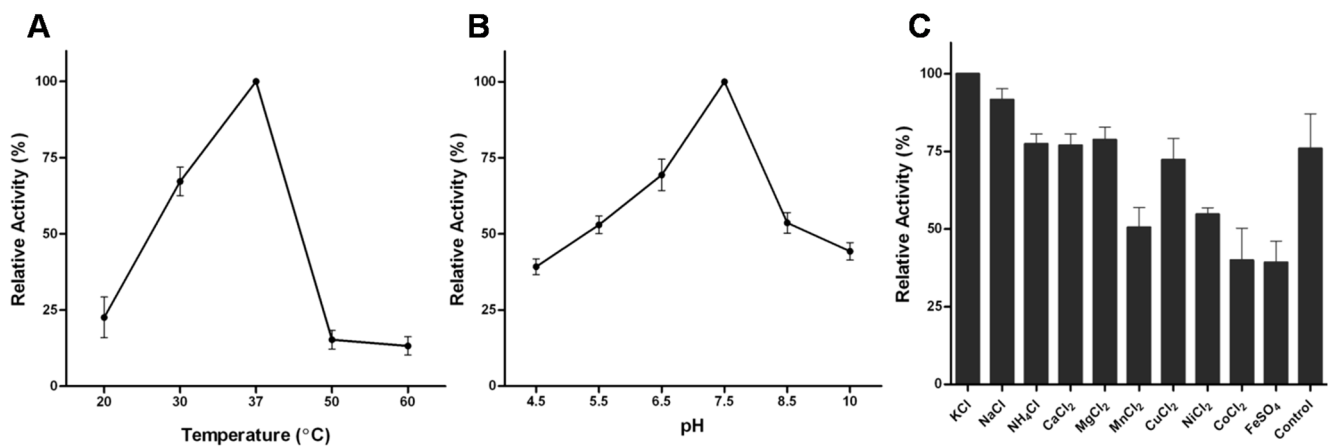 A
Relative Activity (%)
100
75
50
25
0
20 30 37 50 60
Temperature (°C)
B
Relative Activity (%)
100
75
50
25
0
4.5 5.5 6.5 7.5 8.5 10
pH
C
Relative Activity (%)
100
75
50
25
0
KCl
NaCl
NH₄Cl
CaCl₂
MgCl₂
MnCl₂
CuCl₂
NiCl₂
CoCl₂
FeSO₄
Control